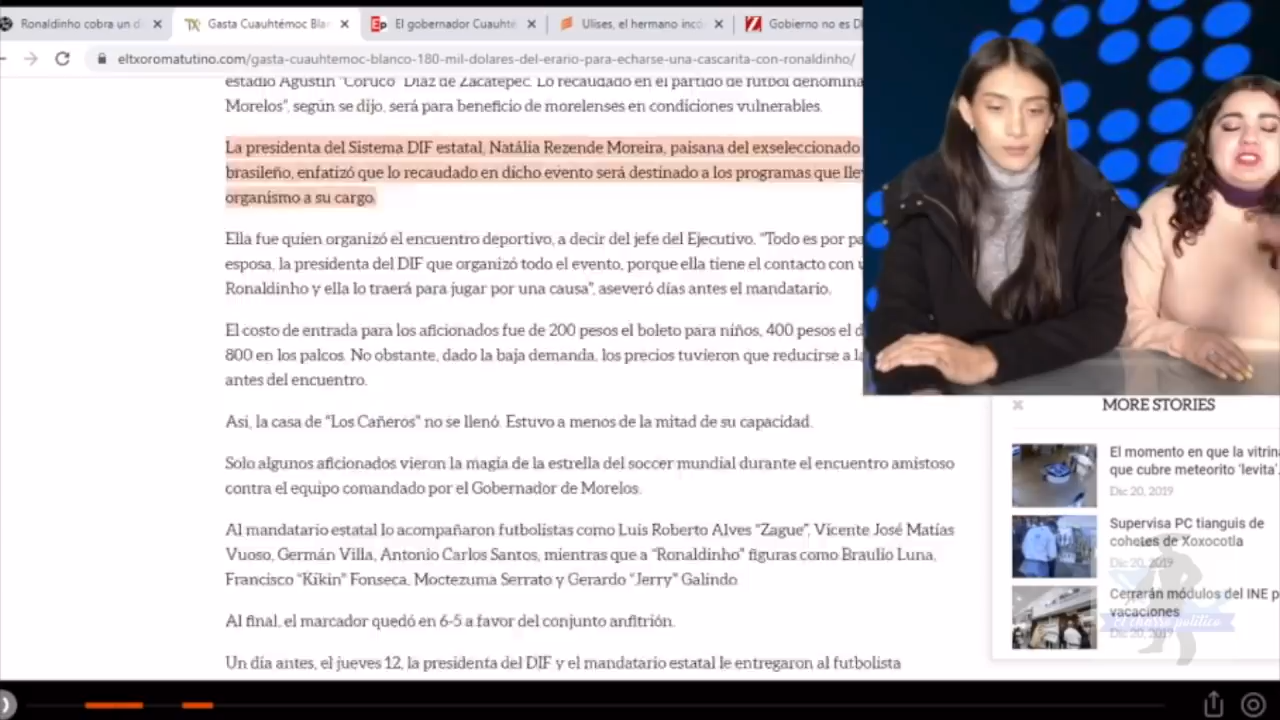 Ronaldinho cobra un d
Gasta Cuauhtémoc Bla
El gobernador Cuauhté
Ulises, el hermano incó
Gobierno no es D
eltxoromatutino.com/gasta-cuauhtemoc-blanco-180-mil-dolares-del-erario-para-echarse-una-cascarita-con-ronaldinho/
estadio Agustín "Coruco" Díaz de Zacatepec. Lo recaudado en el partido de futbol denomina
Morelos", según se dijo, será para beneficio de morelenses en condiciones vulnerables.
La presidenta del Sistema DIF estatal, Natália Rezende Moreira, paisana del exseleccionado
brasileño, enfatizó que lo recaudado en dicho evento será destinado a los programas que lle
organismo a su cargo.
Ella fue quien organizó el encuentro deportivo, a decir del jefe del Ejecutivo. "Todo es por pa
esposa, la presidenta del DIF que organizó todo el evento, porque ella tiene el contacto con
Ronaldinho y ella lo traerá para jugar por una causa", aseveró días antes el mandatario.
El costo de entrada para los aficionados fue de 200 pesos el boleto para niños, 400 pesos el d
800 en los palcos. No obstante, dado la baja demanda, los precios tuvieron que reducirse a la
antes del encuentro.
Así, la casa de "Los Cañeros" no se llenó. Estuvo a menos de la mitad de su capacidad.
Solo algunos aficionados vieron la magia de la estrella del soccer mundial durante el encuentro amistoso
contra el equipo comandado por el Gobernador de Morelos.
Al mandatario estatal lo acompañaron futbolistas como Luis Roberto Alves "Zague", Vicente José Matías
Vuoso, Germán Villa, Antonio Carlos Santos, mientras que a "Ronaldinho" figuras como Braulio Luna,
Francisco "Kikin" Fonseca, Moctezuma Serrato y Gerardo "Jerry" Galindo.
Al final, el marcador quedó en 6-5 a favor del conjunto anfitrión.
Un día antes, el jueves 12, la presidenta del DIF y el mandatario estatal le entregaron al futbolista
MORE STORIES
El momento en que la vitrina
que cubre meteorito 'levita'.
Dic 20, 2019
Supervisa PC tianguis de
cohetes de Xoxocotla
Dic 20, 2019
Cerrarán módulos del INE p
vacaciones
Dic 20, 2019
el charro político